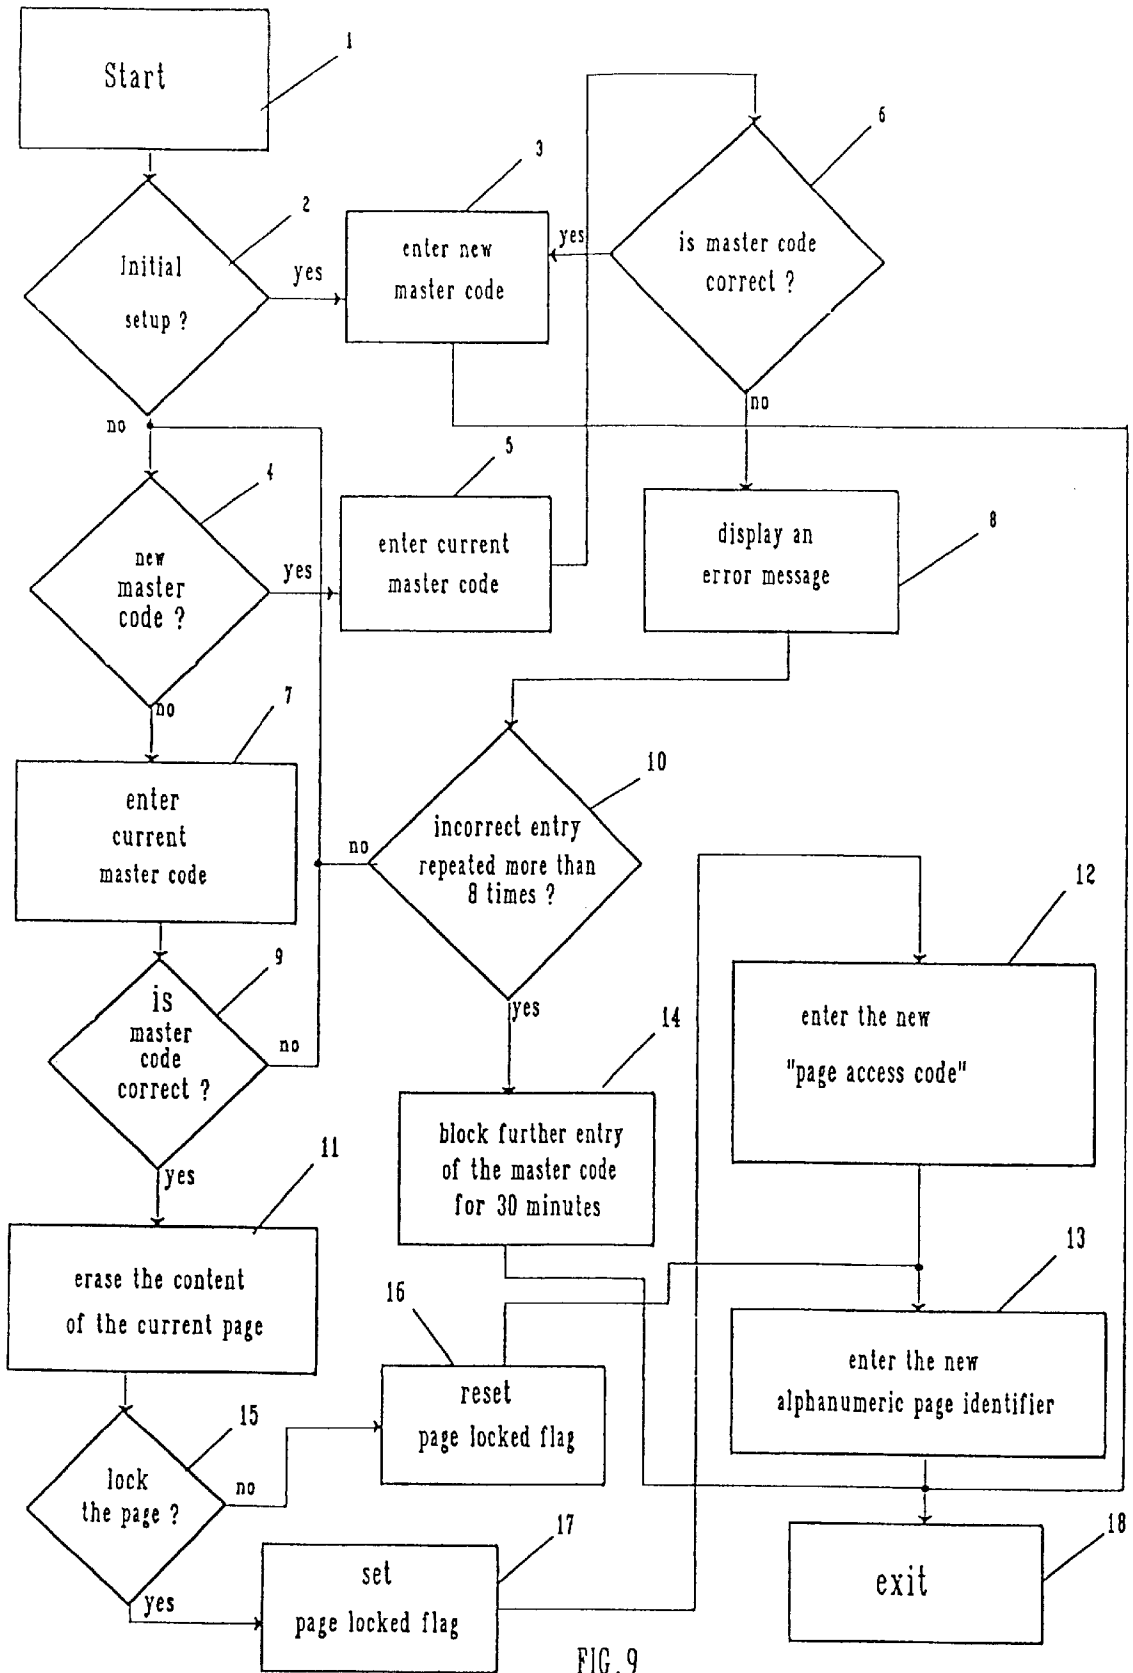 Start
1
Initial
setup ?
2
yes
no
enter new
master code
3
yes
is master code
correct ?
6
no
new
master
code ?
4
yes
no
enter current
master code
5
display an
error message
8
enter
current
master code
7
incorrect entry
repeated more than
8 times ?
10
no
yes
is
master
code
correct ?
9
no
yes
enter the new
"page access code"
12
block further entry
of the master code
for 30 minutes
14
erase the content
of the current page
11
enter the new
alphanumeric page identifier
13
reset
page locked flag
16
lock
the page ?
15
no
yes
set
page locked flag
17
exit
18
FIG.9